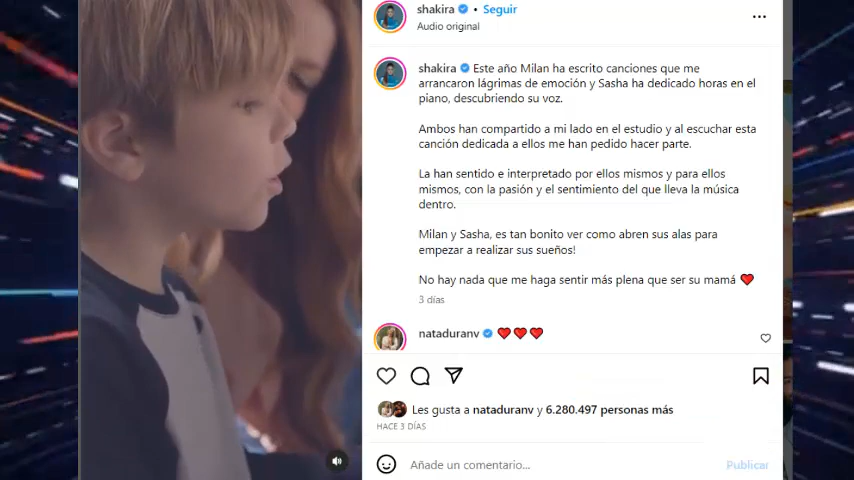 shakira • Seguir
Audio original
shakira Este año Milan ha escrito canciones que me
arrancaron lágrimas de emoción y Sasha ha dedicado horas en el
piano, descubriendo su voz.
Ambos han compartido a mi lado en el estudio y al escuchar esta
canción dedicada a ellos me han pedido hacer parte.
La han sentido e interpretado por ellos mismos y para ellos
mismos, con la pasión y el sentimiento del que lleva la música
dentro.
Milan y Sasha, es tan bonito ver como abren sus alas para
empezar a realizar sus sueños!
No hay nada que me haga sentir más plena que ser su mamá ❤️
3 días
nataduranv ❤️❤️❤️
Les gusta a nataduranv y 6.280.497 personas más
HACE 3 DÍAS
Añade un comentario...
Publicar